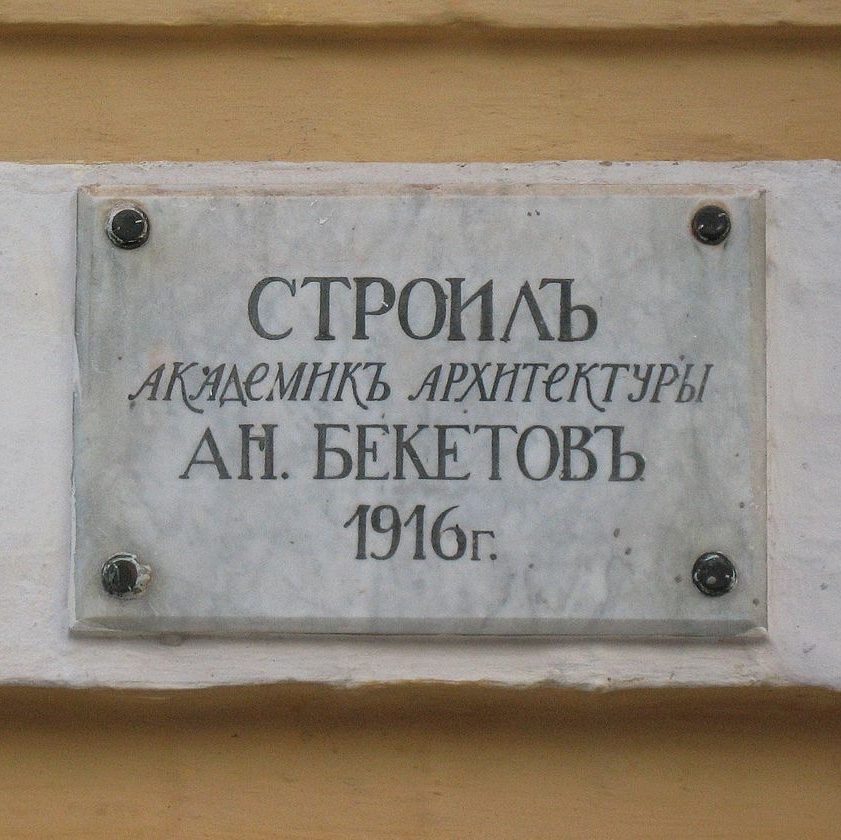 СТРОИЛЪ
АКАДЕМИКЪ АРХИТЕКТУРЫ
АН. БЕКЕТОВЪ
1916г.